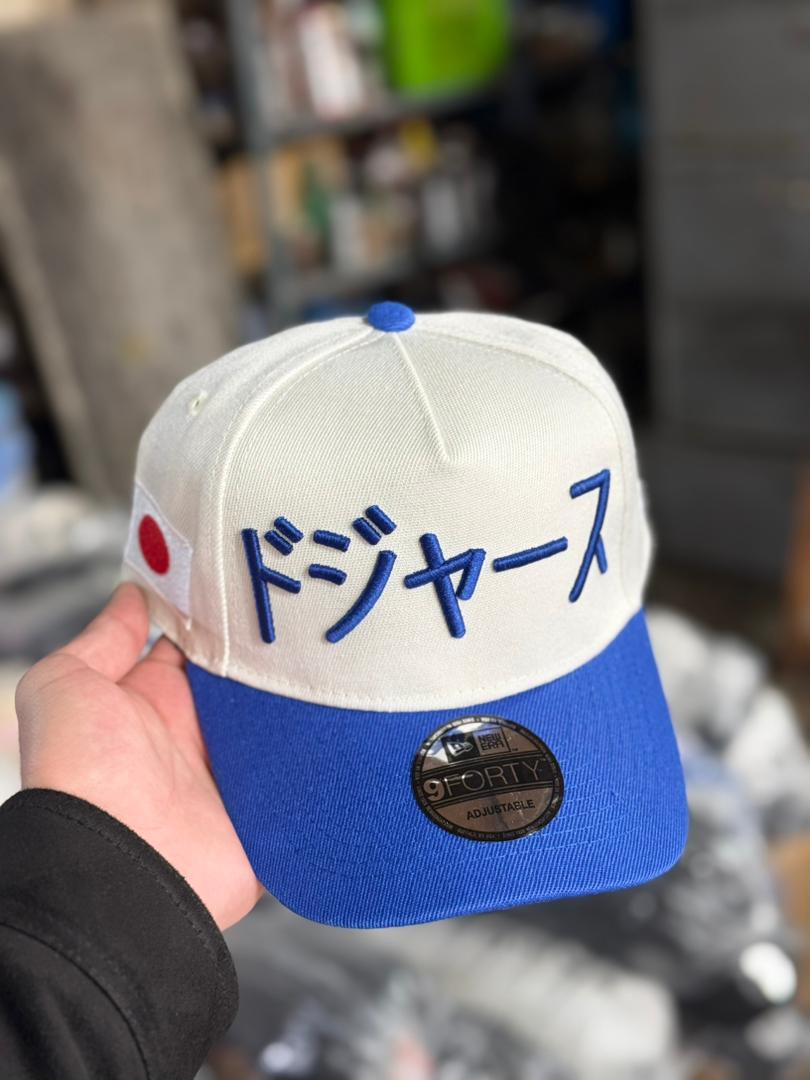 ドジャース
NEW ERA
9FORTY
ADJUSTABLE